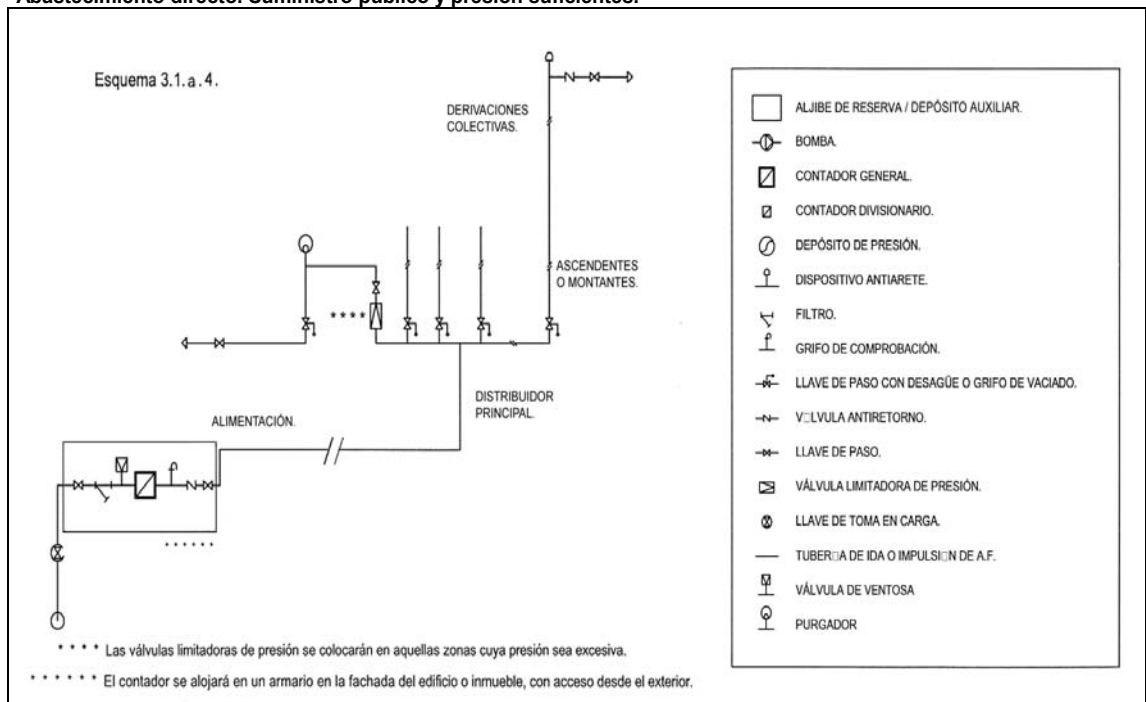 Abastecimiento directo. Suministro público y presión suficientes.
Esquema 3.1.a.4.
DERIVACIONES
COLECTIVAS.
ASCENDENTES
O MONTANTES.
* * * *
DISTRIBUIDOR
PRINCIPAL.
ALIMENTACIÓN.
* * * * * *
* * * * Las válvulas limitadoras de presión se colocarán en aquellas zonas cuya presión sea excesiva.
* * * * * * El contador se alojará en un armario en la fachada del edificio o inmueble, con acceso desde el exterior.
ALJIBE DE RESERVA / DEPÓSITO AUXILIAR.
BOMBA.
CONTADOR GENERAL.
CONTADOR DIVISIONARIO.
DEPÓSITO DE PRESIÓN.
DISPOSITIVO ANTIARETE.
FILTRO.
GRIFO DE COMPROBACIÓN.
LLAVE DE PASO CON DESAGÜE O GRIFO DE VACIADO.
V□LVULA ANTIRETORNO.
LLAVE DE PASO.
VÁLVULA LIMITADORA DE PRESIÓN.
LLAVE DE TOMA EN CARGA.
TUBER□A DE IDA O IMPULSI□N DE A.F.
VÁLVULA DE VENTOSA
PURGADOR